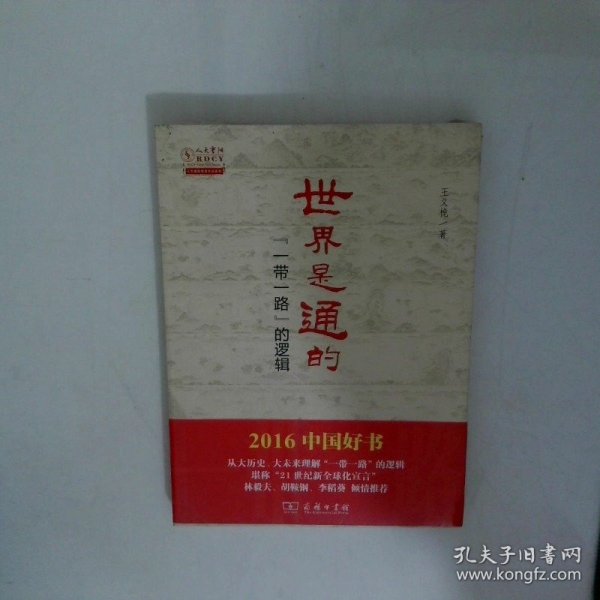 人大重阳
RDCY
世界是通的
『一带一路』的逻辑
王义桅/著
2016中国好书
从大历史、大未来理解“一带一路”的逻辑
堪称“21世纪新全球化宣言”
林毅夫、胡鞍钢、李稻葵 倾情推荐
商务印书馆
The Commercial Press
孔夫子旧书网
www.kongfz.com